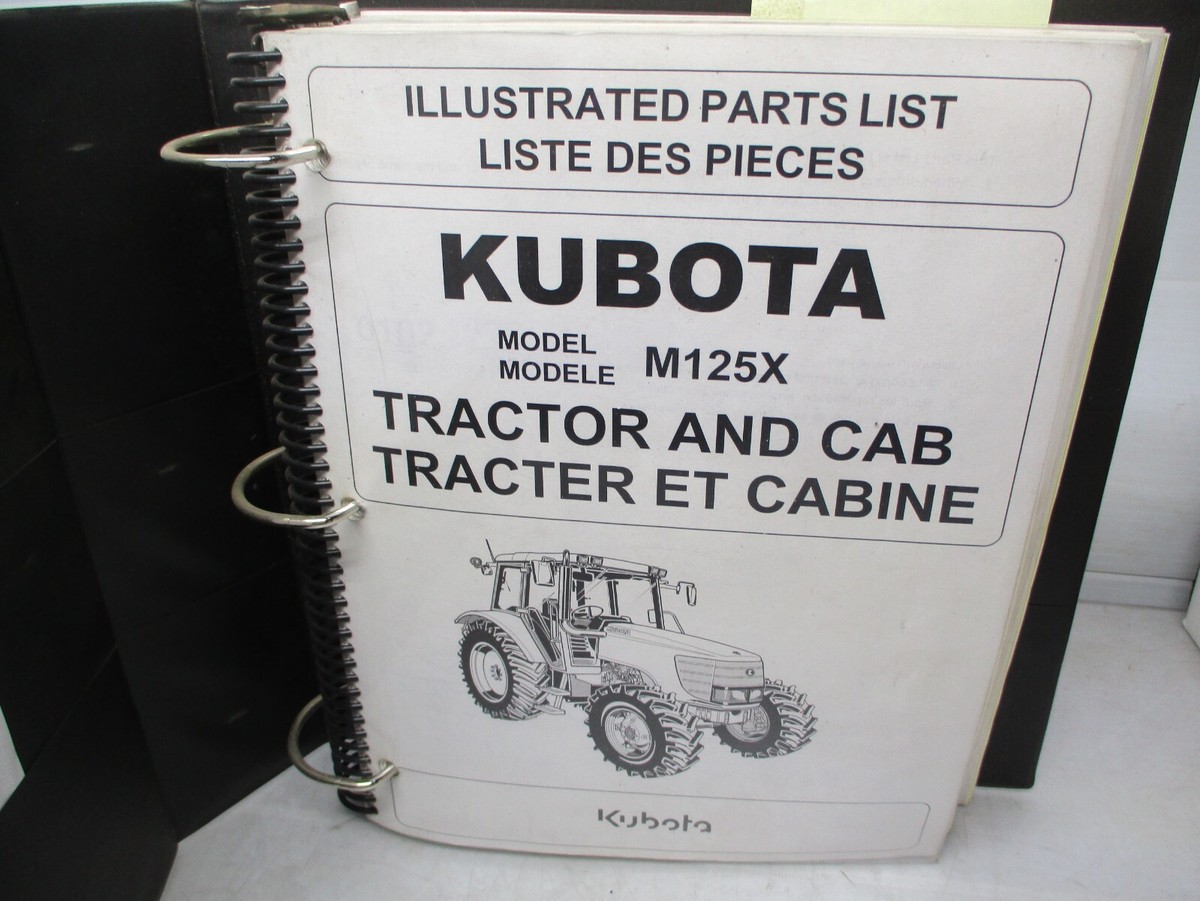 ILLUSTRATED PARTS LIST
LISTE DES PIECES
KUBOTA
MODEL
MODELE
M125X
TRACTOR AND CAB
TRACTER ET CABINE
Kubota